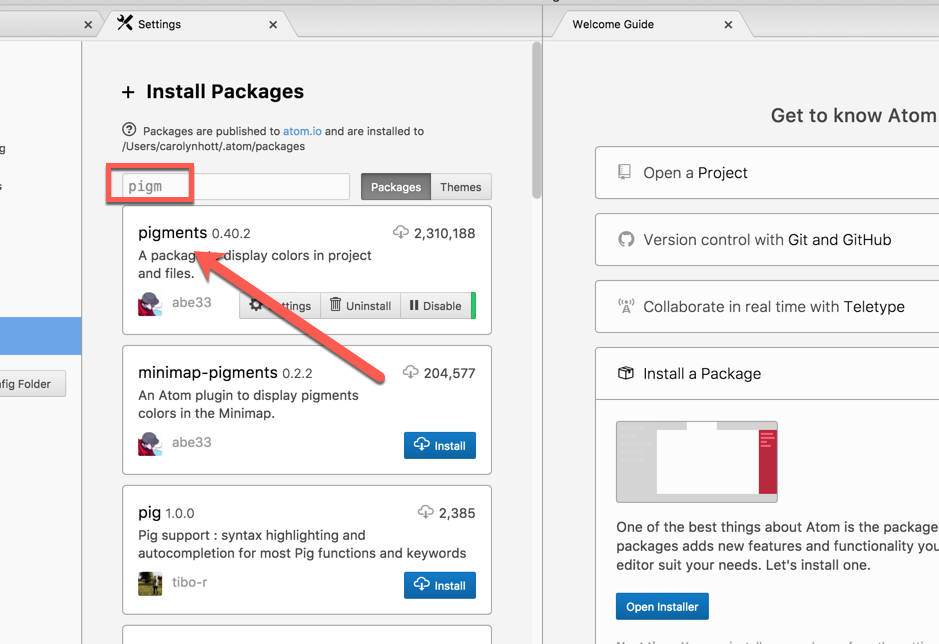 Settings
Welcome Guide
Install Packages
Packages are published to atom.io and are installed to
/Users/carolynhott/.atom/packages
pigm
Packages
Themes
pigments 0.40.2
2,310,188
A package display colors in project
and files.
abe33
Uninstall
Disable
minimap-pigments 0.2.2
204,577
An Atom plugin to display pigments
colors in the Minimap.
abe33
Install
pig 1.0.0
2,385
Pig support : syntax highlighting and
autocompletion for most Pig functions and keywords
tibo-r
Install
Folder
Get to know Atom
Open a Project
Version control with Git and GitHub
Collaborate in real time with Teletype
Install a Package
One of the best things about Atom is the package
packages adds new features and functionality
editor suit your needs. Let's install one.
Open Installer